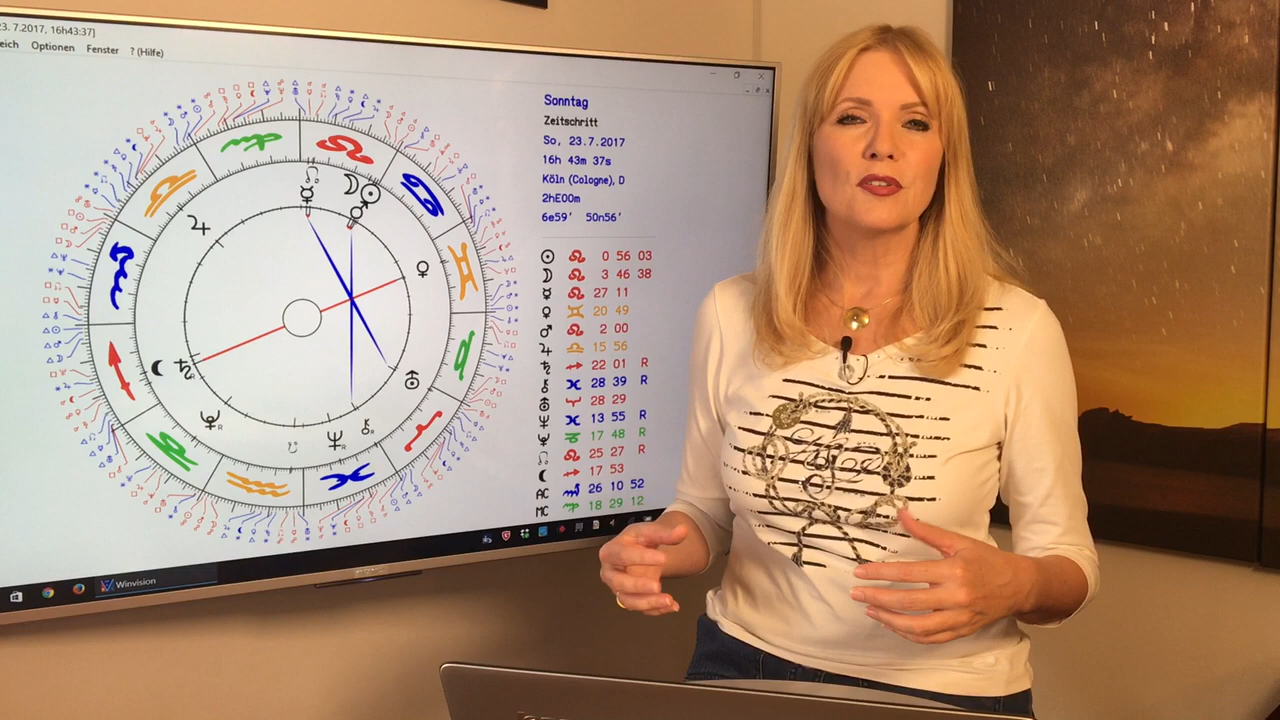 23.7.2017, 16h43:37]
eich Optionen Fenster ? (Hilfe)
Sonntag
Zeitschritt
So, 23.7.2017
16h 43m 37s
Köln (Cologne), D
2hE00m
6e59' 50n56'
☉ ♌ 0 56 03
☽ ♌ 3 46 38
☿ ♌ 27 11
♀ ♊ 20 49
♂ ♌ 2 00
♃ ♎ 15 56
♄ ♐ 22 01 R
⚷ ♓ 28 39 R
♅ ♈ 28 29
♆ ♓ 13 55 R
♇ ♑ 17 48 R
☊ ♌ 25 27 R
⚸ ♐ 17 53
AC ♏ 26 10 52
MC ♍ 18 29 12
Winvision